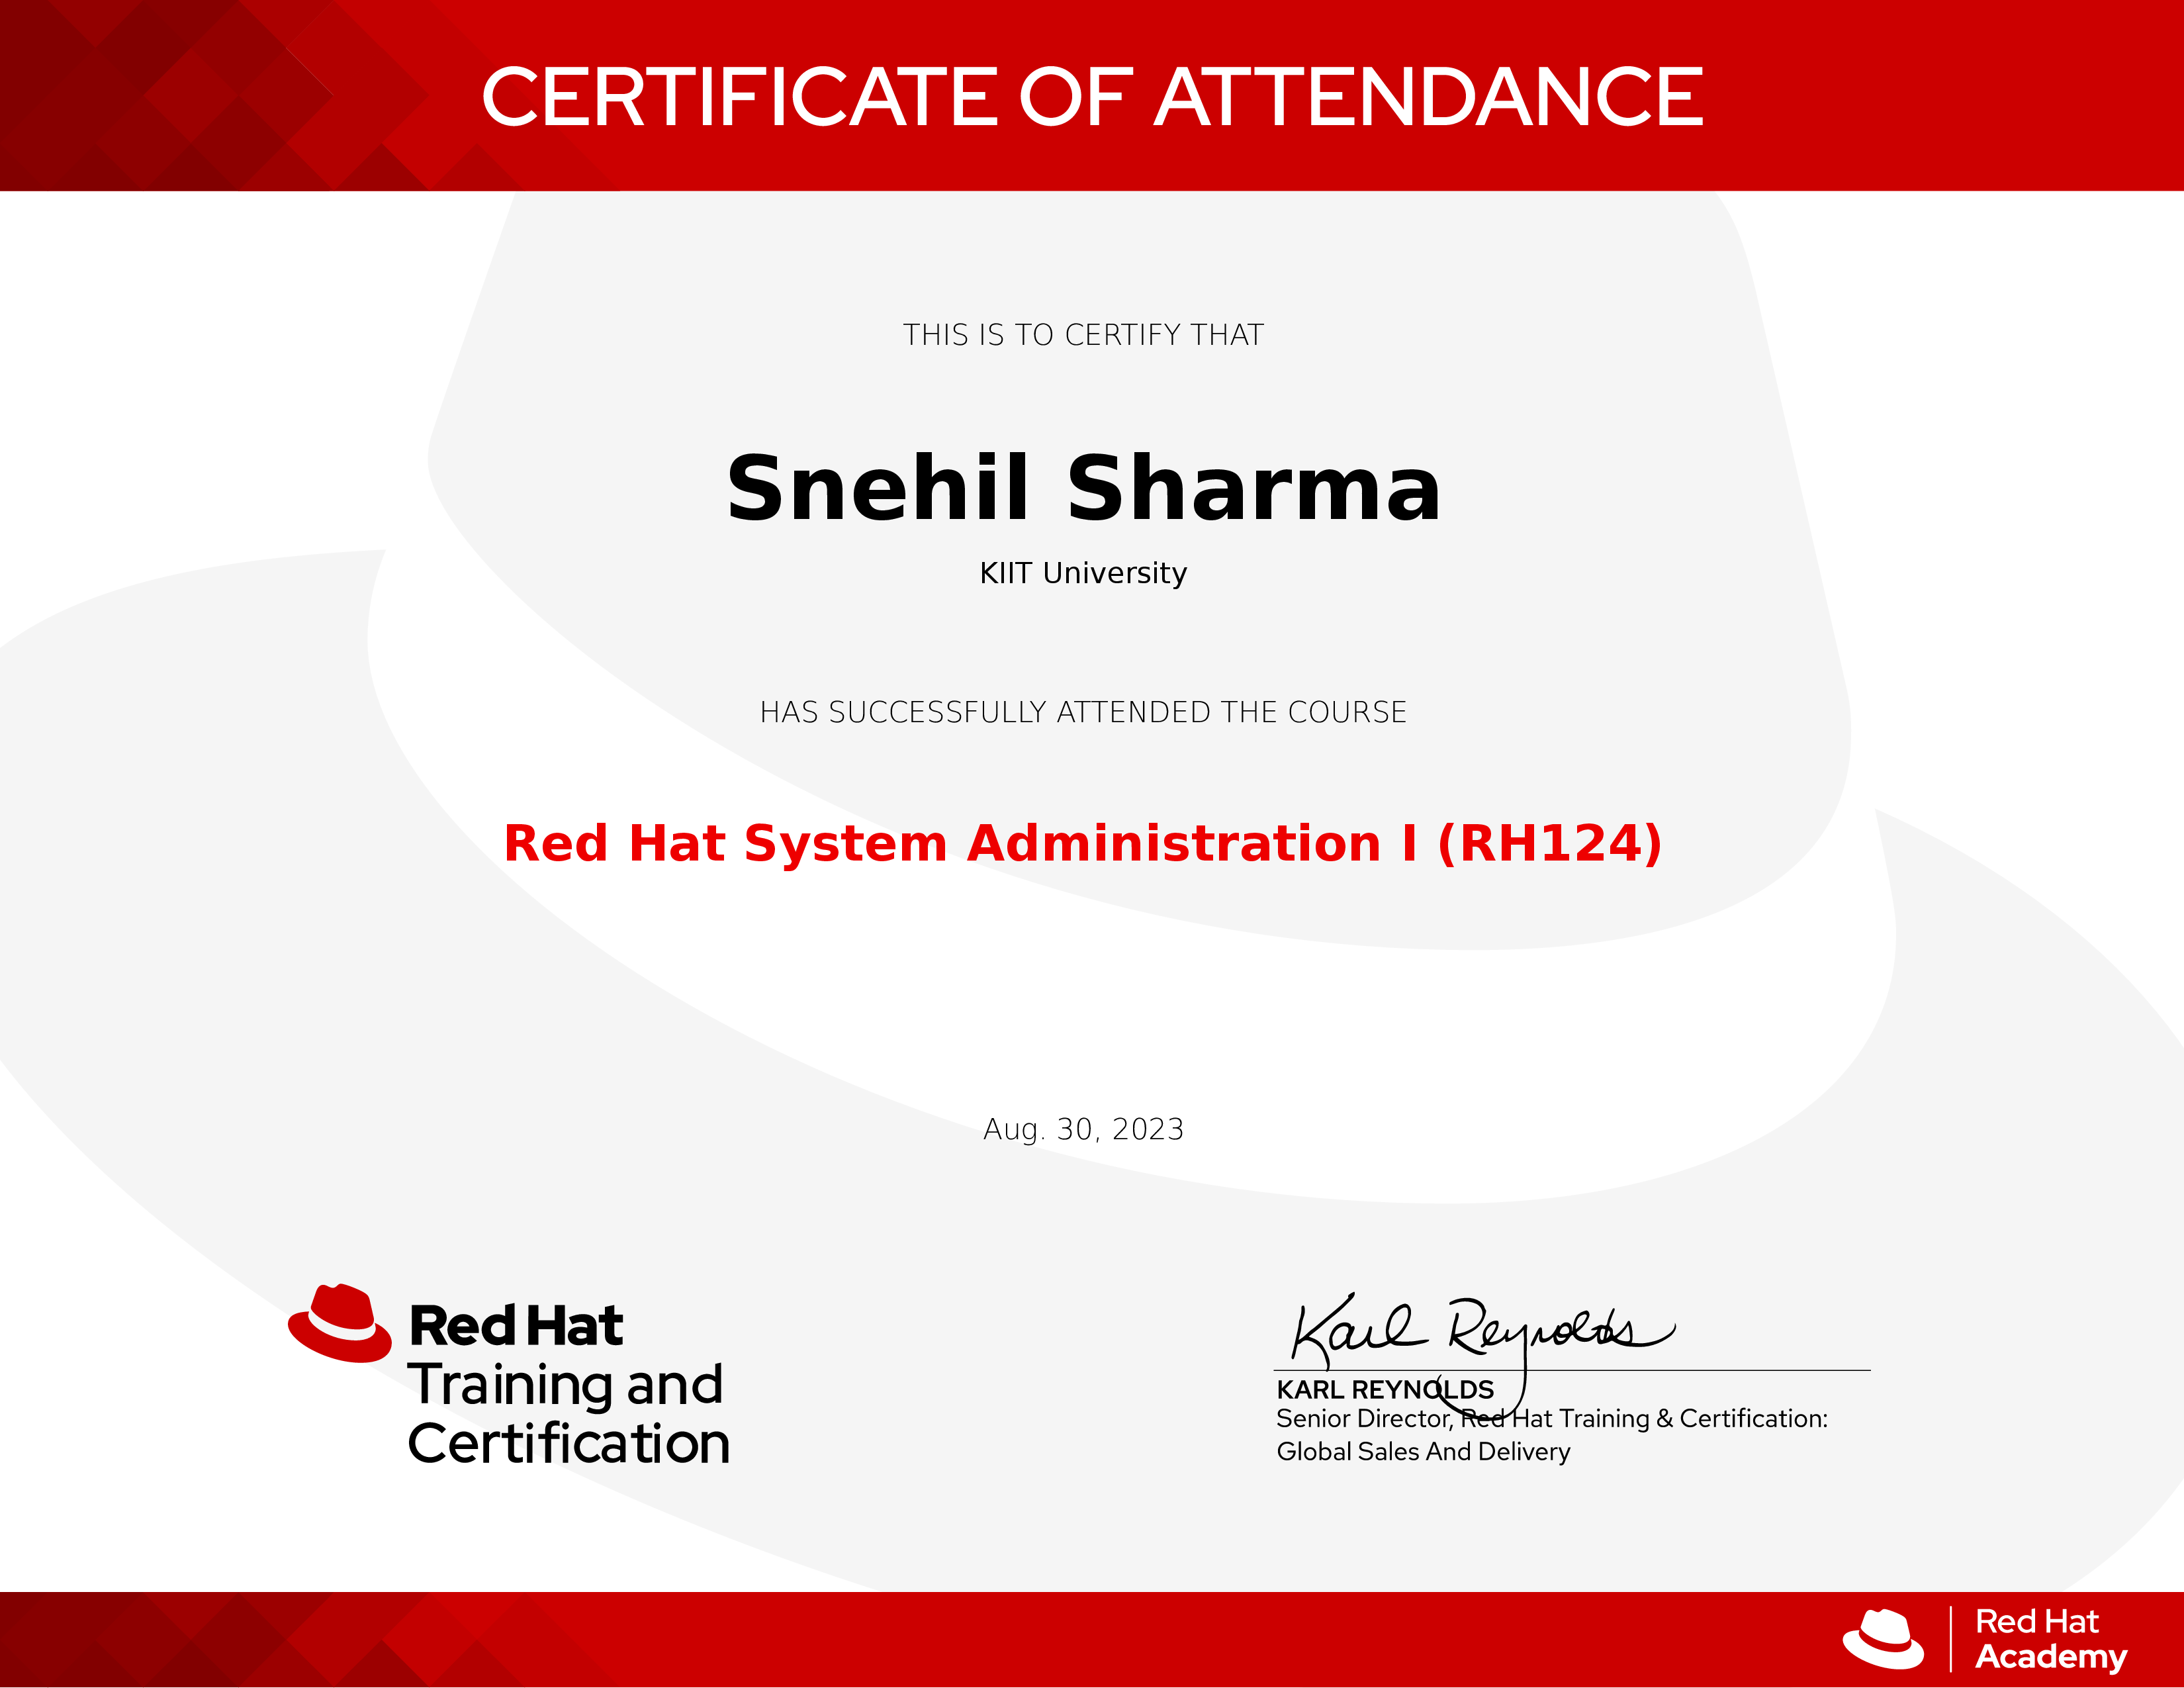 CERTIFICATE OF ATTENDANCE
THIS IS TO CERTIFY THAT
Snehil Sharma
KIIT University
HAS SUCCESSFULLY ATTENDED THE COURSE
Red Hat System Administration I (RH124)
Aug. 30, 2023
Red Hat
Training and
Certification
Karl Reynolds
KARL REYNOLDS
Senior Director, Red Hat Training & Certification:
Global Sales And Delivery
Red Hat
Academy